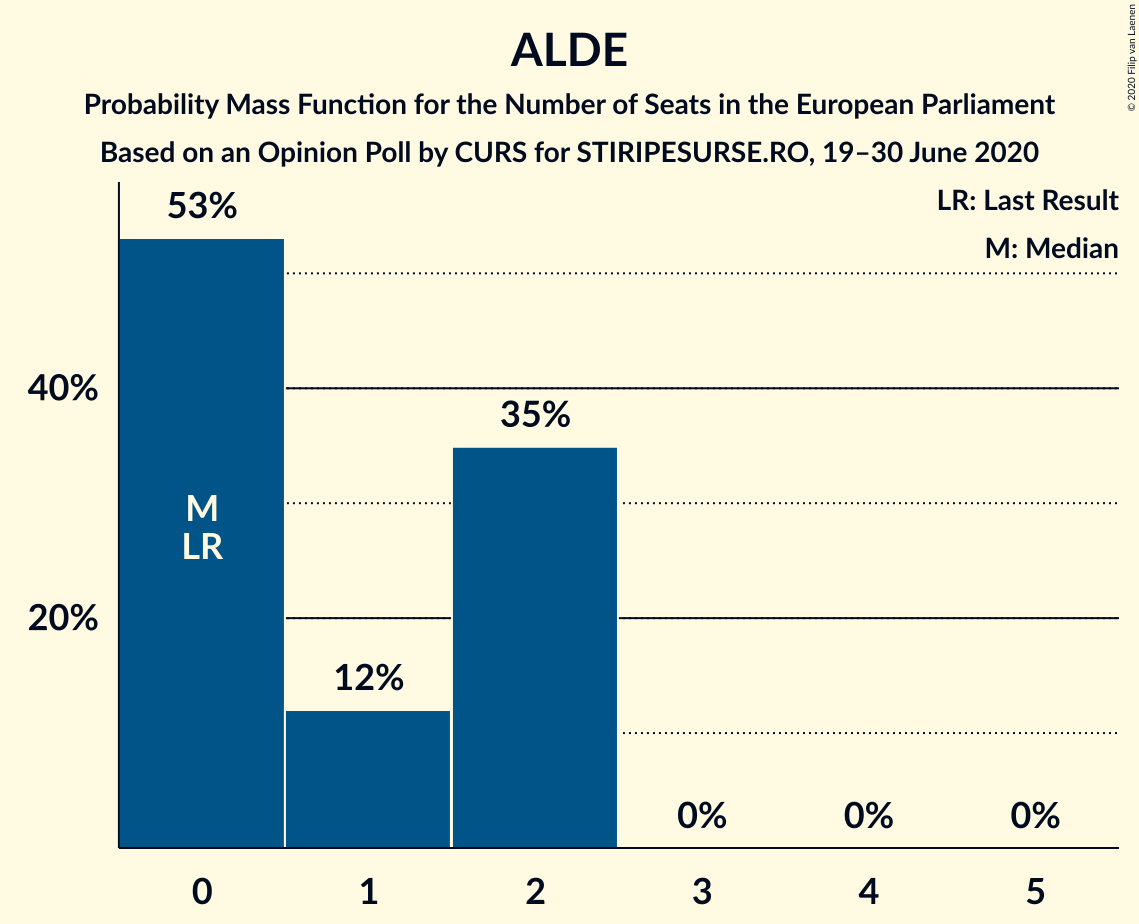 ALDE
Probability Mass Function for the Number of Seats in the European Parliament
Based on an Opinion Poll by CURS for STIRIPESURSE.RO, 19–30 June 2020
© 2020 Filip van Laenen
LR: Last Result
M: Median
53%
40%
35%
M
LR
20%
12%
0%
0%
0%
0
1
2
3
4
5